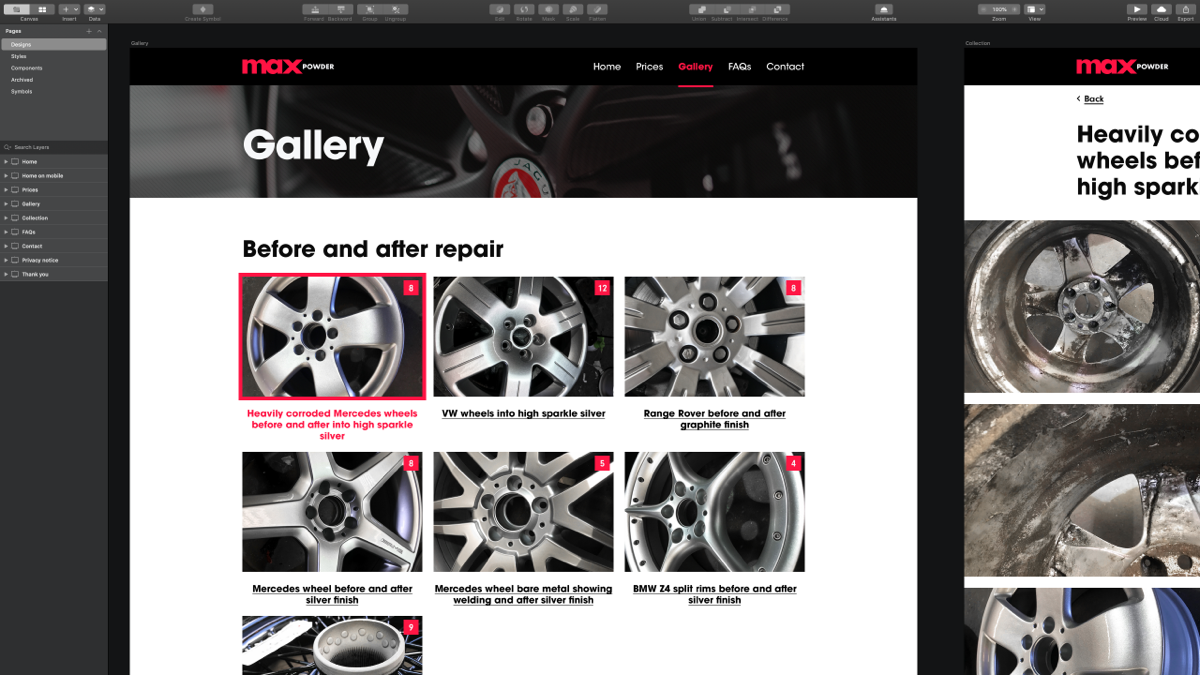 Canvas
Insert
Data
Create Symbol
Forward
Backward
Group
Ungroup
Edit
Rotate
Mask
Scale
Flatten
Union
Subtract
Intersect
Difference
Assistants
180%
Zoom
View
Preview
Cloud
Export
Pages
Designs
Styles
Components
Archived
Symbols
Search Layers
Home
Home on mobile
Prices
Gallery
Collection
FAQs
Contact
Privacy notice
Thank you
Gallery
max POWDER
Home Prices Gallery FAQs Contact
Gallery
JAGU
Before and after repair
8
Heavily corroded Mercedes wheels
before and after into high sparkle
silver
12
VW wheels into high sparkle silver
8
Range Rover before and after
graphite finish
8
Mercedes wheel before and after
silver finish
5
Mercedes wheel bare metal showing
welding and after silver finish
4
BMW Z4 split rims before and after
silver finish
9
Collection
max POWDER
Back
Heavily co
wheels bef
high spark